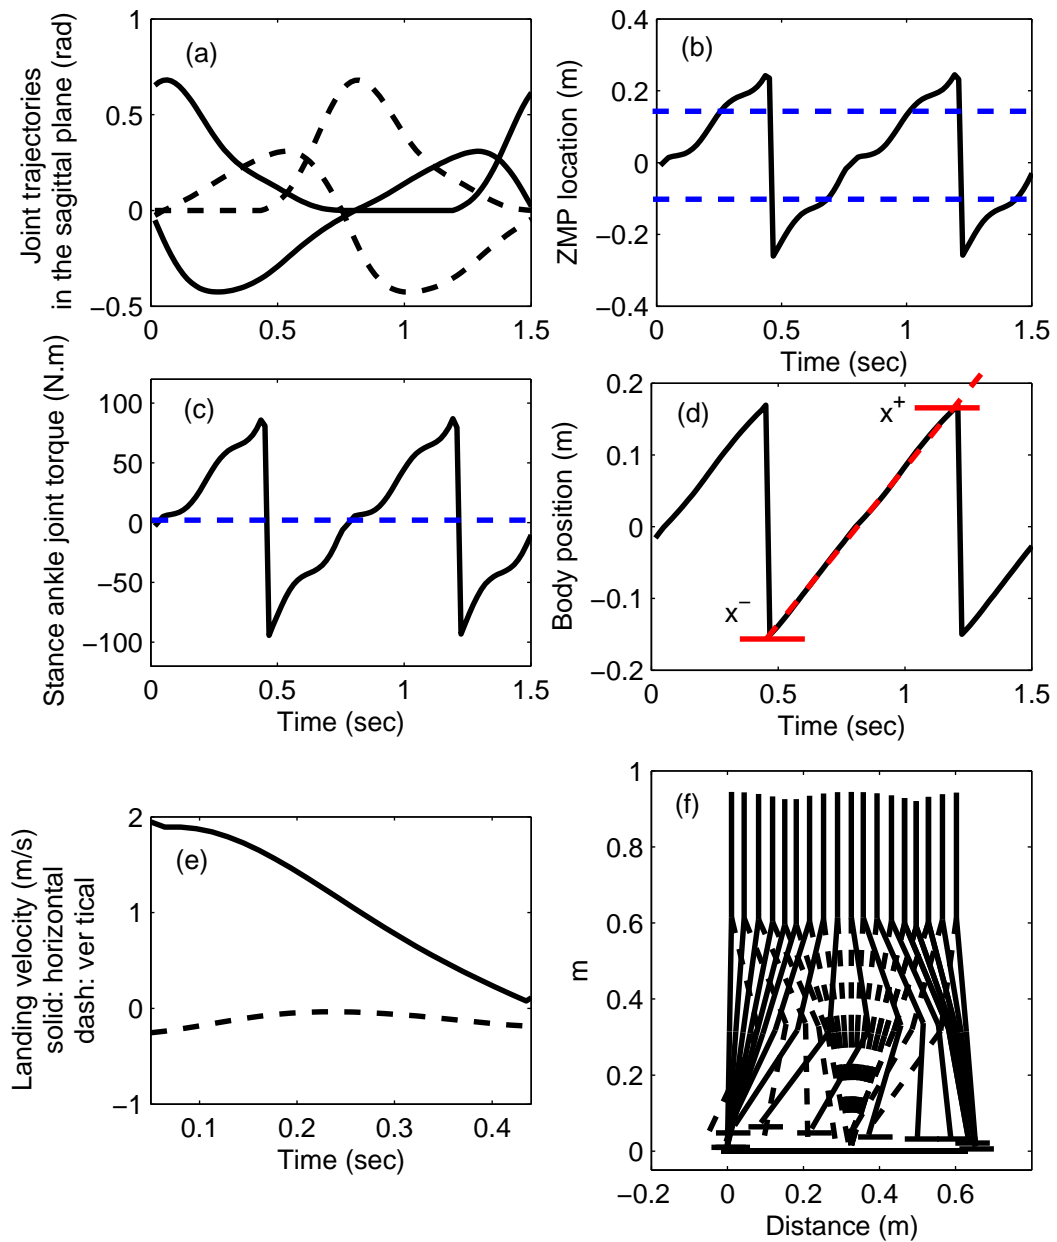 Joint trajectories
in the sagittal plane (rad)
1
0.5
0
−0.5
(a)
0
0.5
1
1.5
ZMP location (m)
0.4
0.2
0
−0.2
−0.4
(b)
0
0.5
1
1.5
Time (sec)
Stance ankle joint torque (N.m)
100
50
0
−50
−100
(c)
0
0.5
1
1.5
Time (sec)
Body position (m)
0.2
0.1
0
−0.1
−0.2
(d)
x+
x−
0
0.5
1
1.5
Time (sec)
Landing velocity (m/s)
solid: horizontal
dash: ver tical
2
1
0
−1
(e)
0.1
0.2
0.3
0.4
Time (sec)
m
1
0.8
0.6
0.4
0.2
0
(f)
−0.2
0
0.2
0.4
0.6
Distance (m)